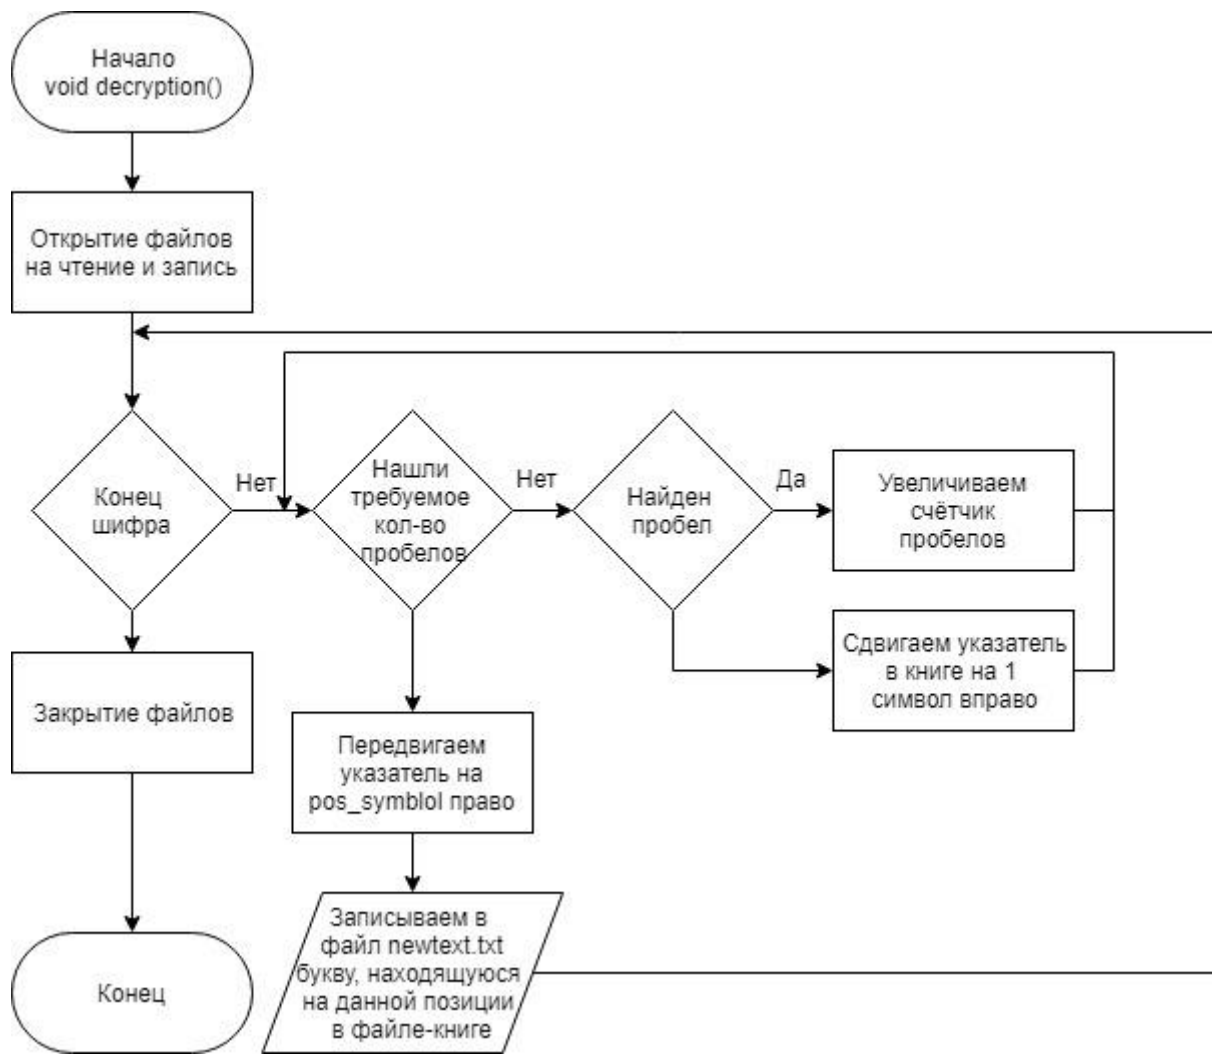 Начало
void decryption()
Открытие файлов
на чтение и запись
Конец
шифра
Нет
Нашли
требуемое
кол-во
пробелов
Нет
Найден
пробел
Да
Увеличиваем
счётчик
пробелов
Сдвигаем указатель
в книге на 1
символ вправо
Закрытие файлов
Передвигаем
указатель на
pos_symblol право
Записываем в
файл newtext.txt
букву, находящуюся
на данной позиции
в файле-книге
Конец